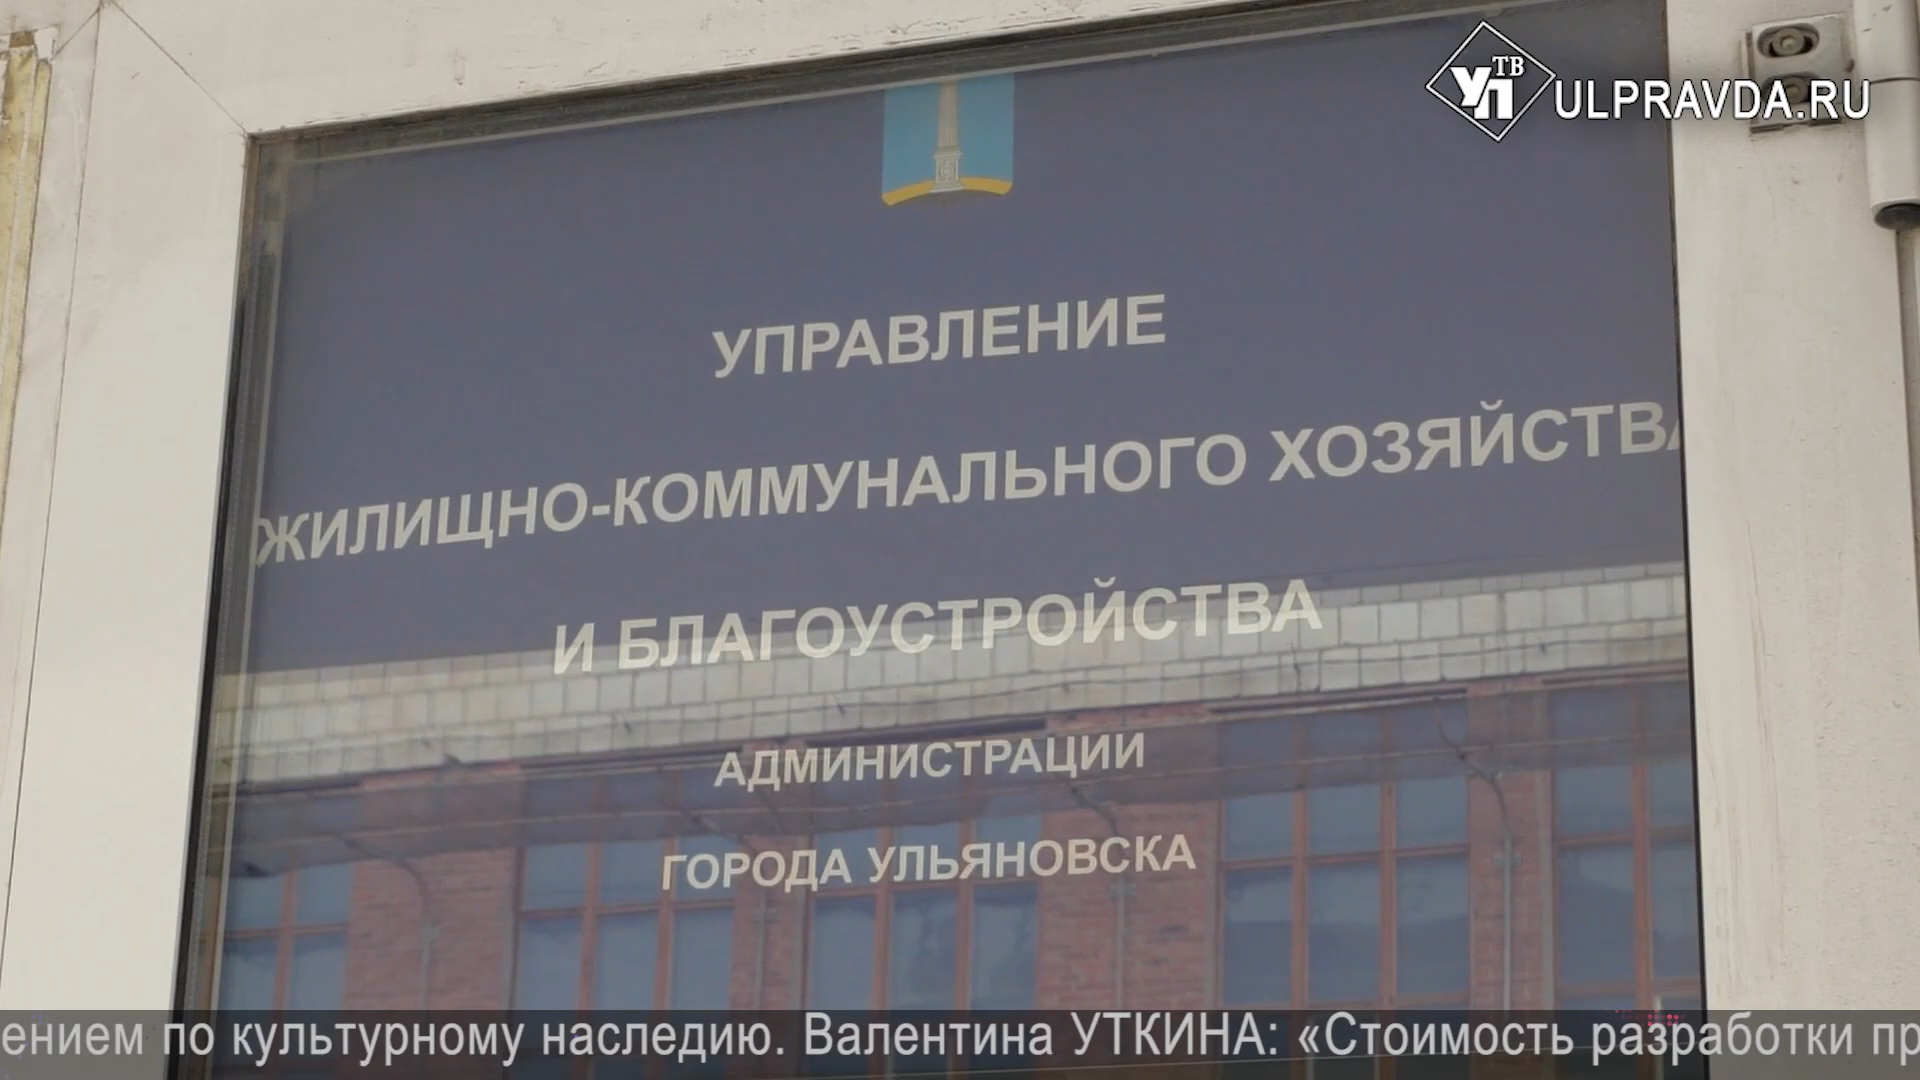 УП ТВ ULPRAVDA.RU
УПРАВЛЕНИЕ
ЖИЛИЩНО-КОММУНАЛЬНОГО ХОЗЯЙСТВА
И БЛАГОУСТРОЙСТВА
АДМИНИСТРАЦИИ
ГОРОДА УЛЬЯНОВСКА
ением по культурному наследию. Валентина УТКИНА: «Стоимость разработки пр